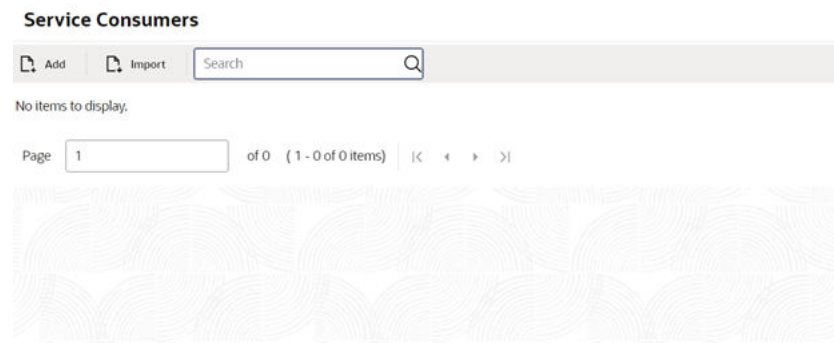 Service Consumers
Add Import Search
No items to display.
Page 1 of 0 ( 1 - 0 of 0 items)